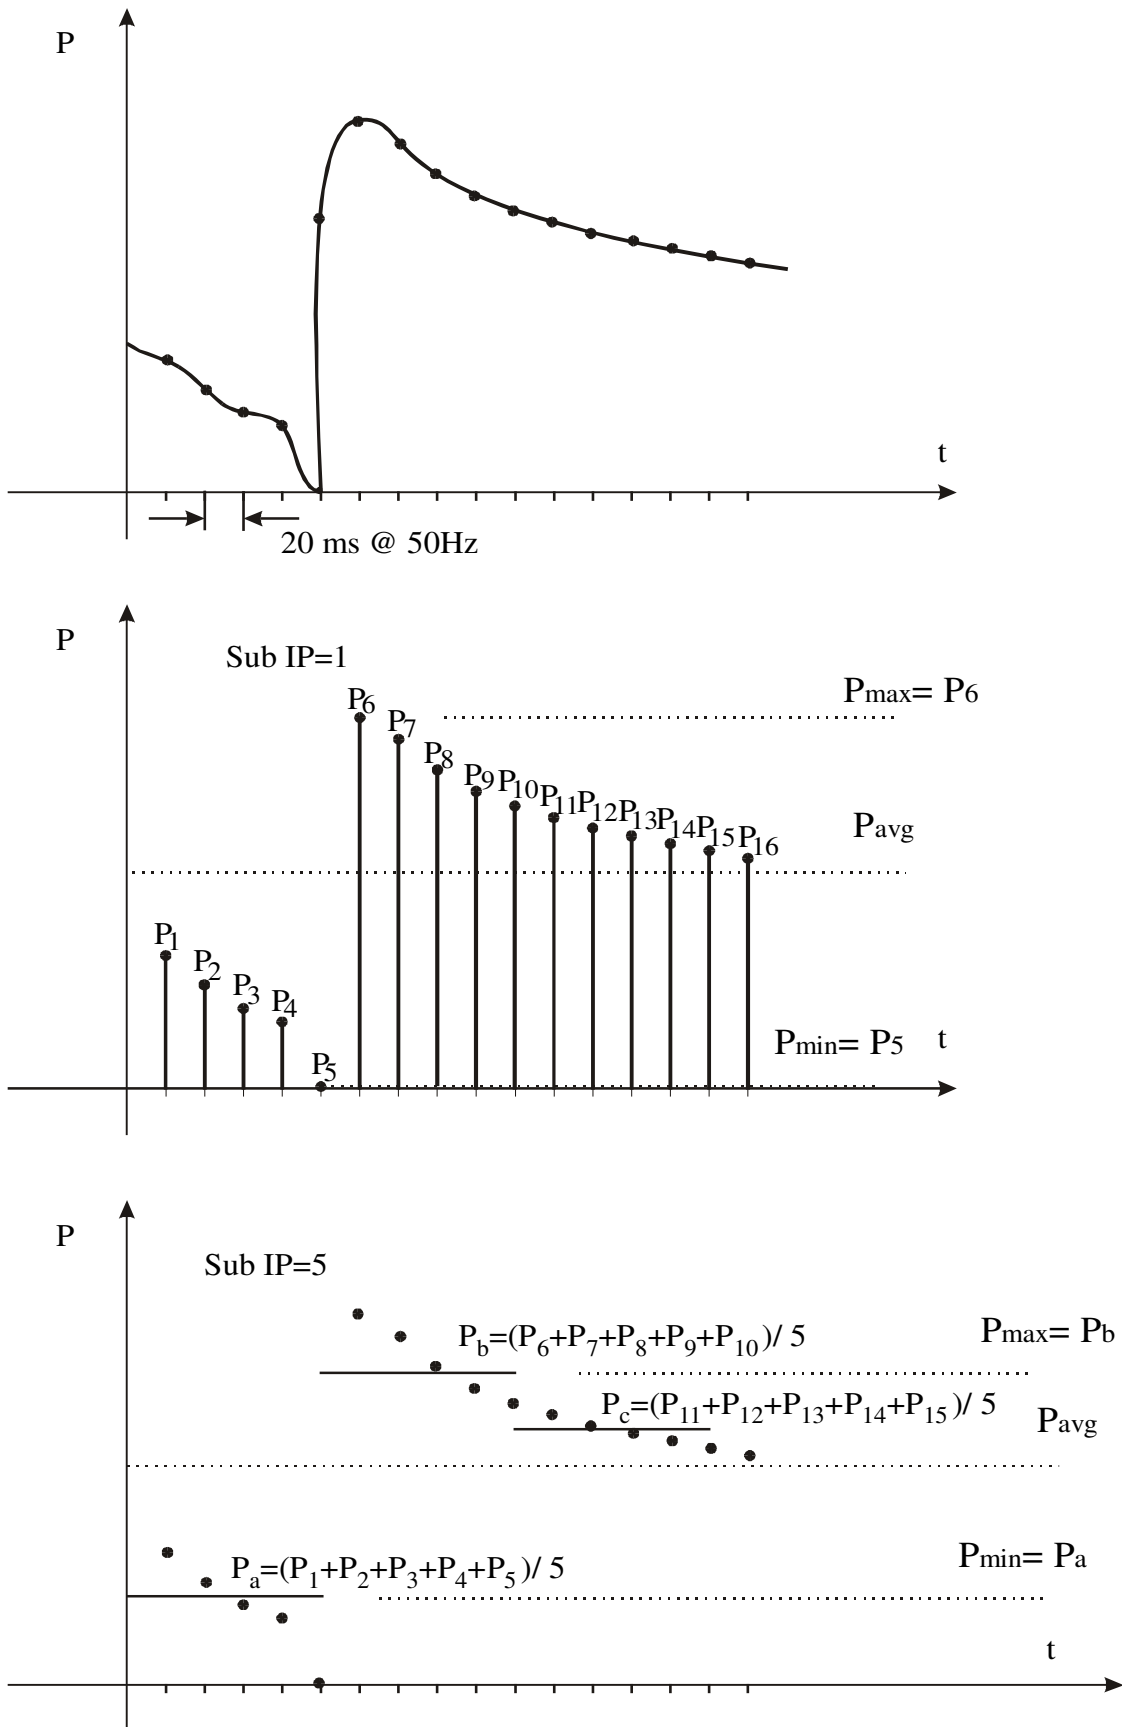 P
t
20 ms @ 50Hz
P
Sub IP=1
Pmax= P6
P6
P7
P8
P9
P10
P11
P12
P13
P14
P15
P16
Pavg
P1
P2
P3
P4
P5
Pmin= P5
t
P
Sub IP=5
Pb=(P6+P7+P8+P9+P10)/ 5
Pmax= Pb
Pc=(P11+P12+P13+P14+P15)/ 5
Pavg
Pa=(P1+P2+P3+P4+P5)/ 5
Pmin= Pa
t